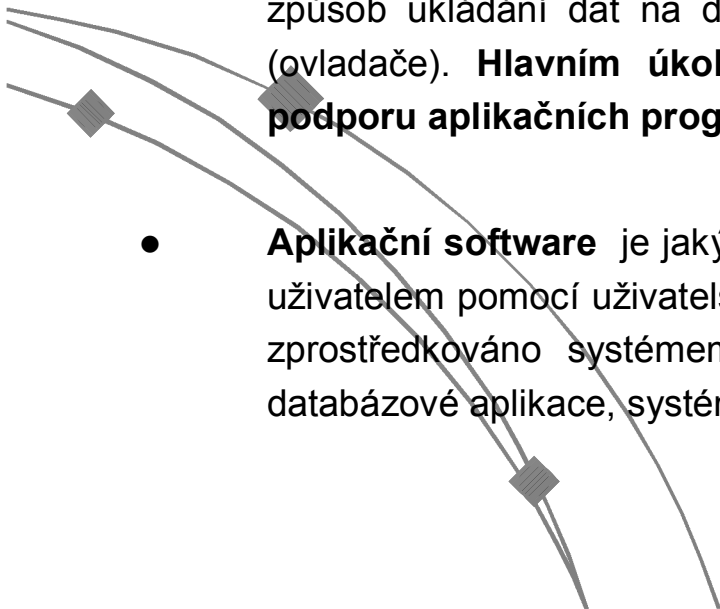 způsob ukládání dat na d
(ovladače). Hlavním úkol
podporu aplikačních prog
● Aplikační software je jaký
uživatelem pomocí uživatels
zprostředkováno systémem
databázové aplikace, systém